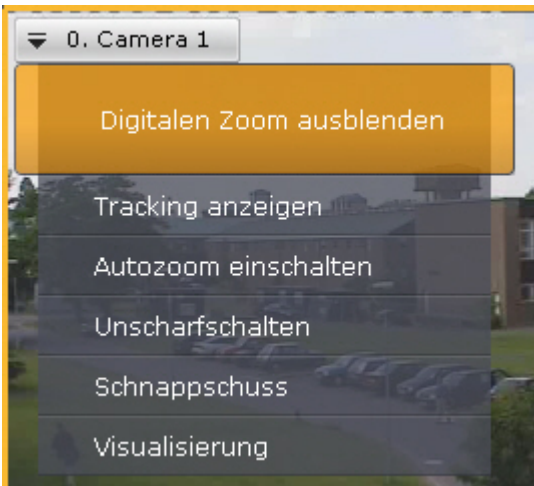 0. Camera 1
Digitalen Zoom ausblenden
Tracking anzeigen
Autozoom einschalten
Unscharfschalten
Schnappschuss
Visualisierung